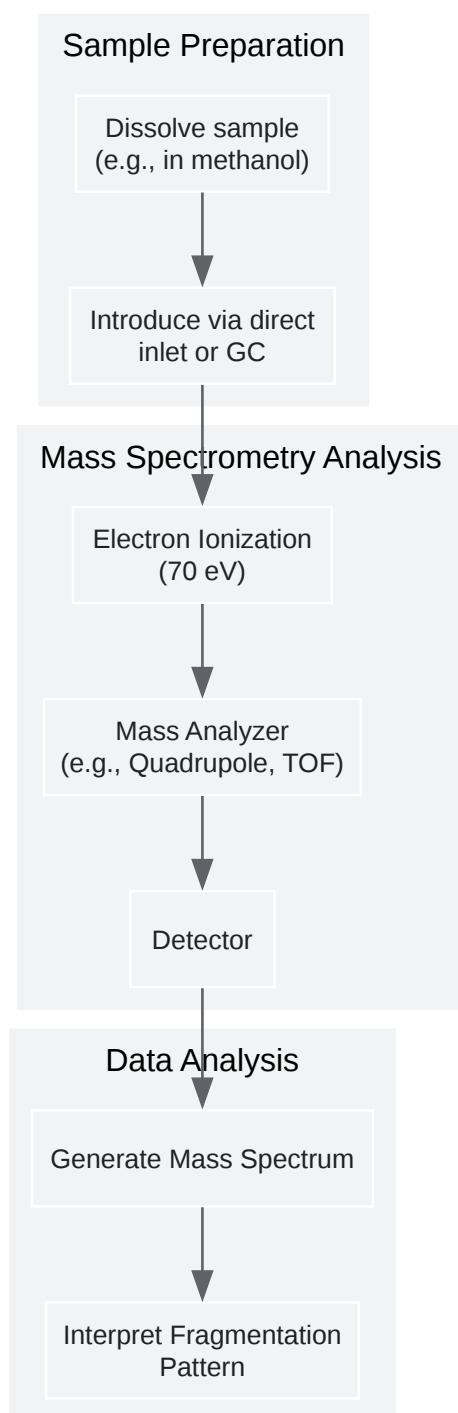 Sample Preparation
Dissolve sample
(e.g., in methanol)
Introduce via direct
inlet or GC
Mass Spectrometry Analysis
Electron Ionization
(70 eV)
Mass Analyzer
(e.g., Quadrupole, TOF)
Detector
Data Analysis
Generate Mass Spectrum
Interpret Fragmentation
Pattern